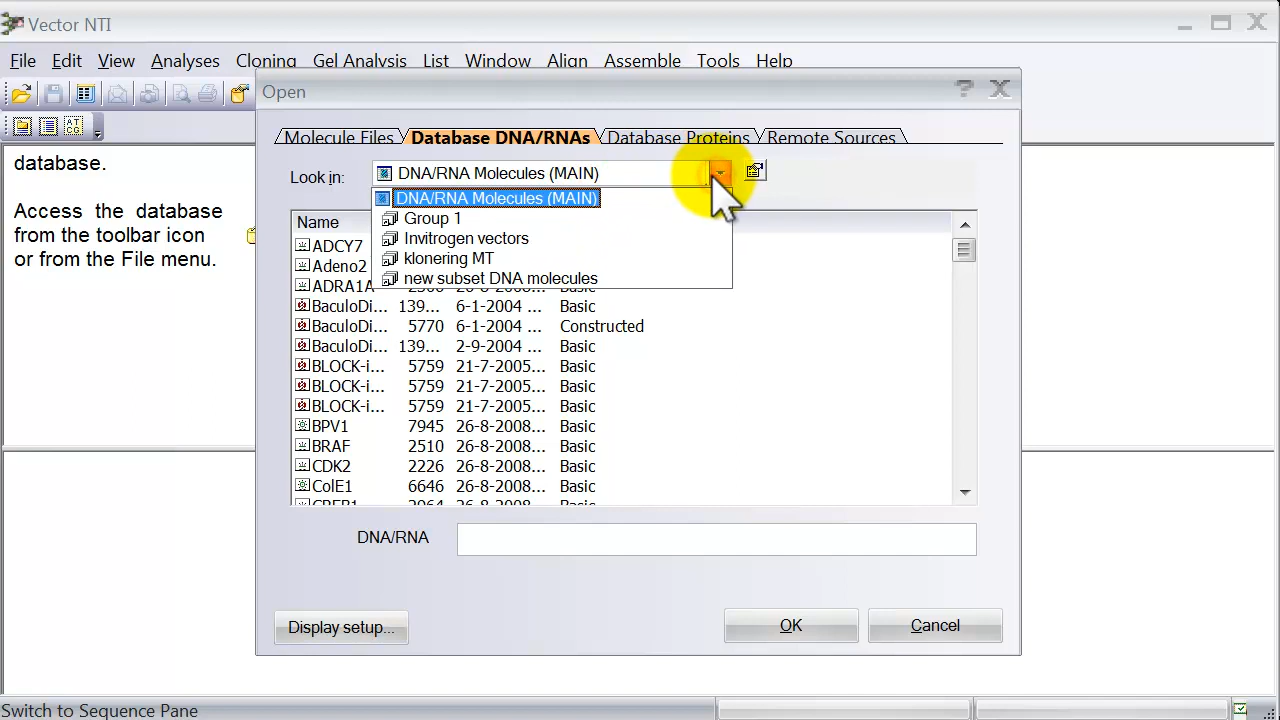 Vector NTI
File Edit View Analyses Cloning Gel Analysis List Window Align Assemble Tools Help
Open
Molecule Files Database DNA/RNAs Database Proteins Remote Sources
database.
Access the database
from the toolbar icon
or from the File menu.
Look in: DNA/RNA Molecules (MAIN)
DNA/RNA Molecules (MAIN)
Group 1
Invitrogen vectors
klonering MT
new subset DNA molecules
Name
ADCY7
Adeno2
ADRA1A Basic
BaculoDi... 139... 6-1-2004 ... Basic
BaculoDi... 5770 6-1-2004 ... Constructed
BaculoDi... 139... 2-9-2004 ... Basic
BLOCK-i... 5759 21-7-2005... Basic
BLOCK-i... 5759 21-7-2005... Basic
BLOCK-i... 5759 21-7-2005... Basic
BPV1 7945 26-8-2008... Basic
BRAF 2510 26-8-2008... Basic
CDK2 2226 26-8-2008... Basic
ColE1 6646 26-8-2008... Basic
DNA/RNA
Display setup... OK Cancel
Switch to Sequence Pane